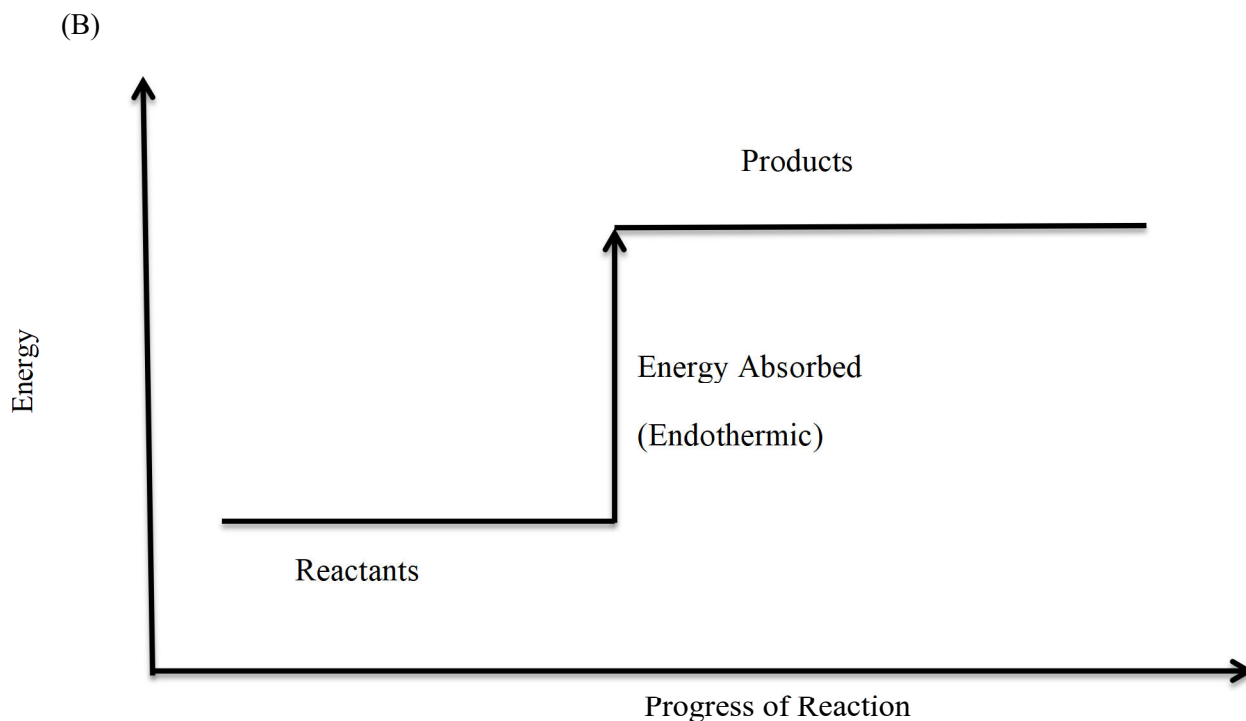 (B)
Products
Energy
Energy Absorbed
(Endothermic)
Reactants
Progress of Reaction